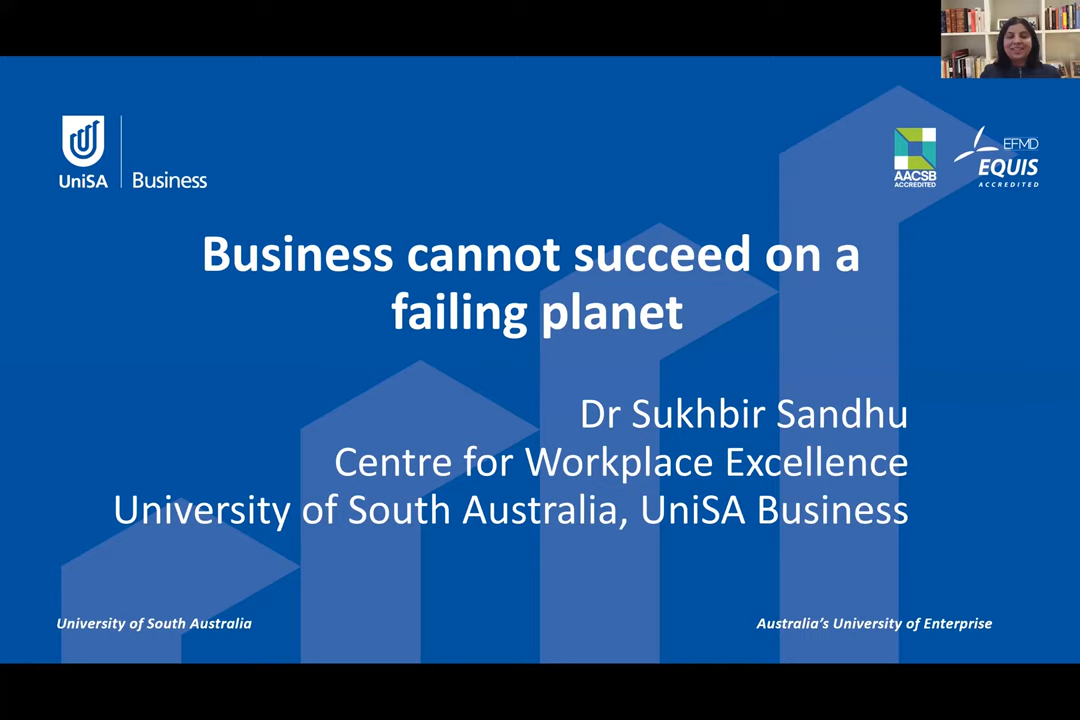 UniSA
Business
AACSB
ACCREDITED
EFMD
EQUIS
ACCREDITED
Business cannot succeed on a
failing planet
Dr Sukhbir Sandhu
Centre for Workplace Excellence
University of South Australia, UniSA Business
University of South Australia
Australia’s University of Enterprise